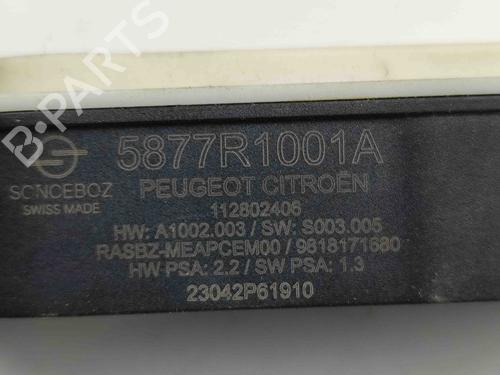 B-PARTS
5877R1001A
SONCEBOZ
SWISS MADE
PEUGEOT CITROËN
112802406
HW: A1002.003 / SW: S003.005
RASBZ-MEAPCEM00 / 9818171680
HW PSA: 2.2 / SW PSA: 1.3
23042P61910